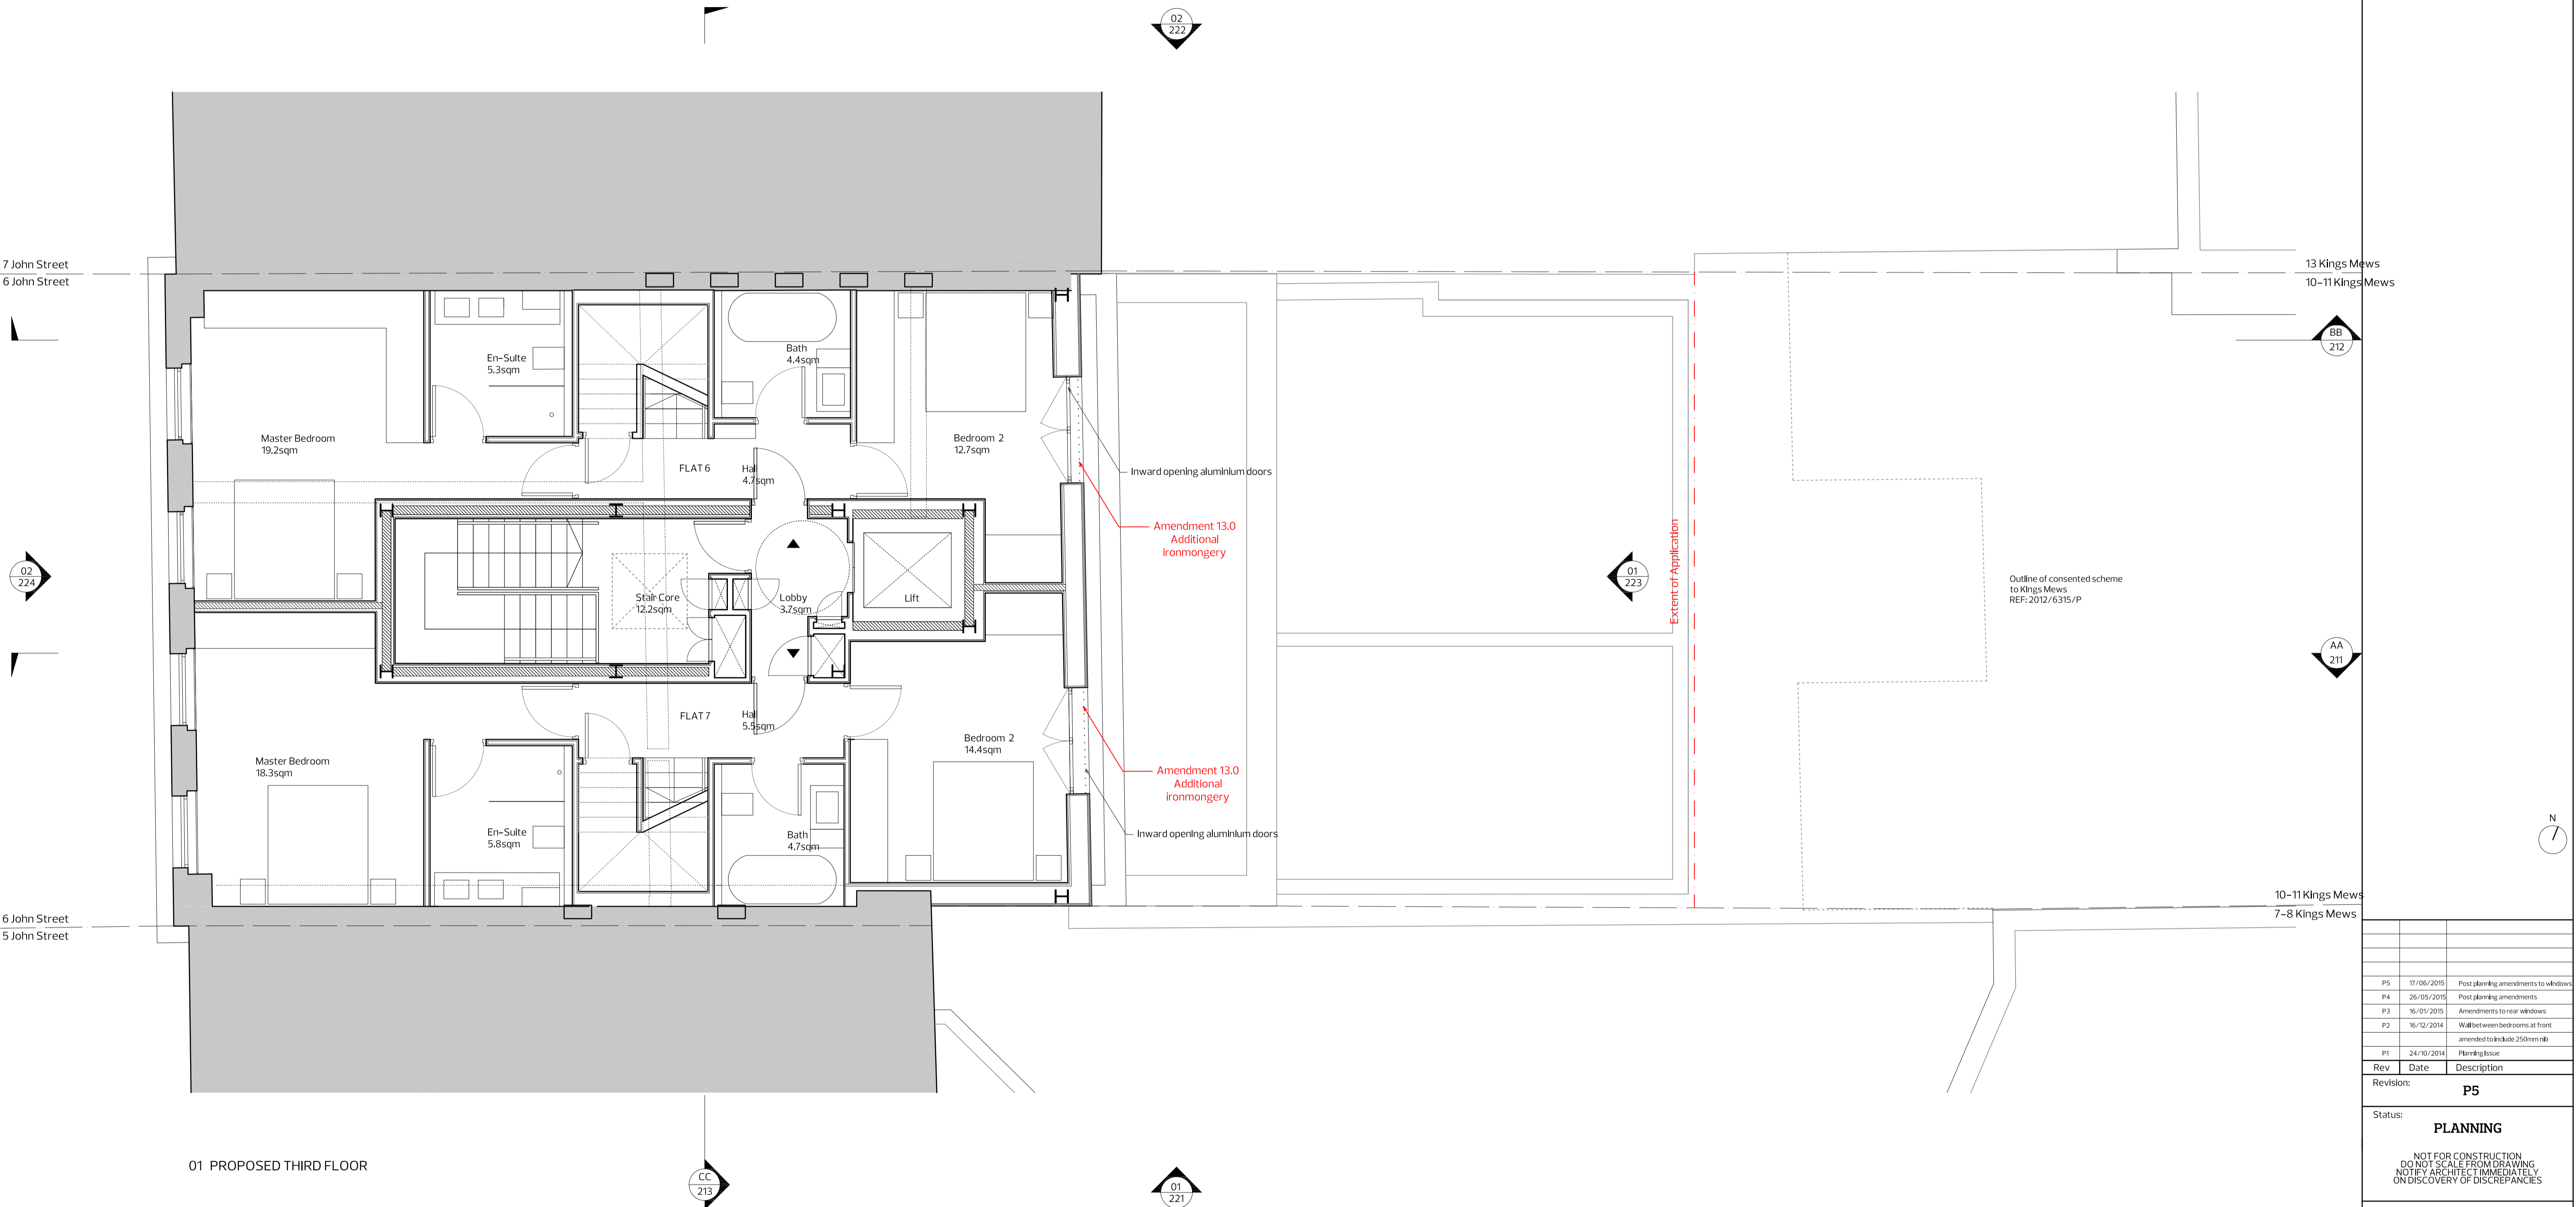 02
222
7 John Street
6 John Street
13 Kings Mews
10-11 Kings Mews
BB
212
En-Suite
5.3sqm
Bath
4.4sqm
Master Bedroom
19.2sqm
Bedroom 2
12.7sqm
FLAT 6
Hall
4.7sqm
Inward opening aluminium doors
Amendment 13.0
Additional
ironmongery
Extent of Application
02
224
01
223
Stair Core
12.2sqm
Lobby
3.7sqm
Lift
Outline of consented scheme
to Kings Mews
REF: 2012/6315/P
AA
211
FLAT 7
Hall
5.5sqm
Bedroom 2
14.4sqm
Master Bedroom
18.3sqm
Amendment 13.0
Additional
ironmongery
En-Suite
5.8sqm
Bath
4.7sqm
Inward opening aluminium doors
N
10-11 Kings Mews
7-8 Kings Mews
6 John Street
5 John Street
P5 17/06/2015 Post planning amendments to windows
P4 26/05/2015 Post planning amendments
P3 16/01/2015 Amendments to rear windows
P2 16/12/2014 Wall between bedrooms at front
amended to include 250mm nib
P1 24/10/2014 Planning Issue
Rev Date Description
Revision:
P5
Status:
PLANNING
NOT FOR CONSTRUCTION
DO NOT SCALE FROM DRAWING
NOTIFY ARCHITECT IMMEDIATELY
ON DISCOVERY OF DISCREPANCIES
01 PROPOSED THIRD FLOOR
CC
213
01
221